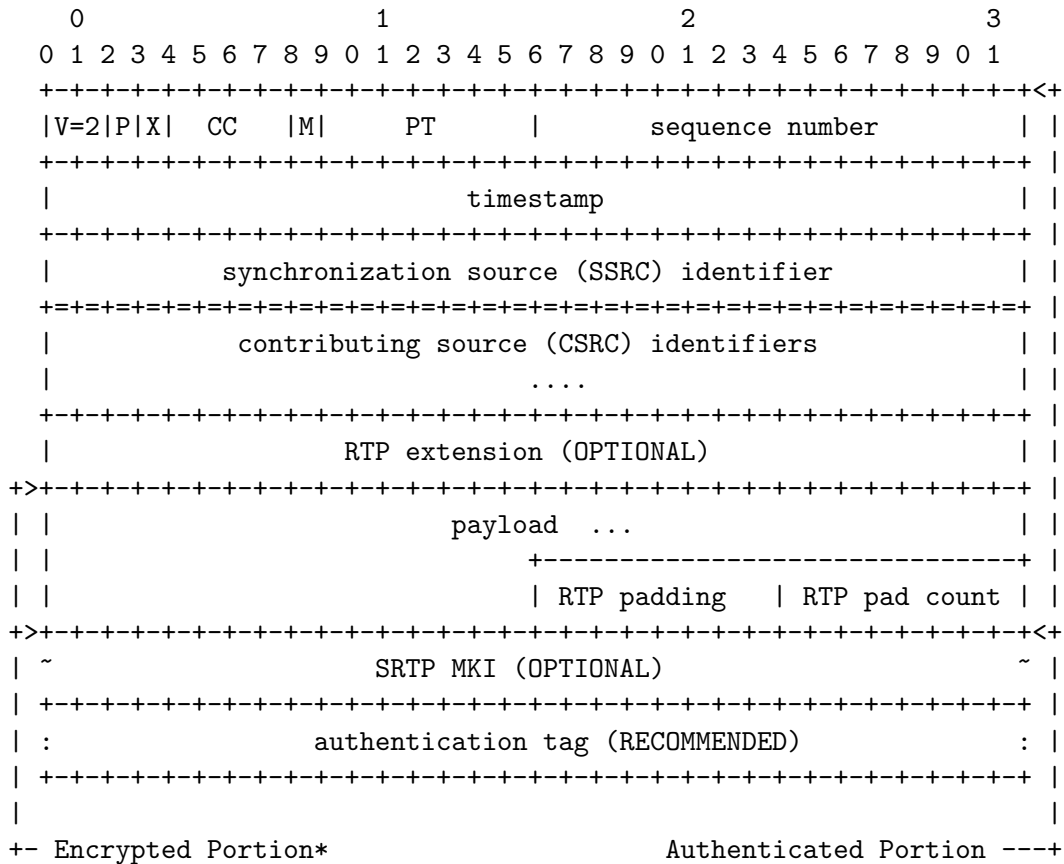 0                   1                   2                   3
   0 1 2 3 4 5 6 7 8 9 0 1 2 3 4 5 6 7 8 9 0 1 2 3 4 5 6 7 8 9 0 1
  +-+-+-+-+-+-+-+-+-+-+-+-+-+-+-+-+-+-+-+-+-+-+-+-+-+-+-+-+-+-+-+-+<+
  |V=2|P|X|  CC   |M|     PT      |       sequence number         | |
  +-+-+-+-+-+-+-+-+-+-+-+-+-+-+-+-+-+-+-+-+-+-+-+-+-+-+-+-+-+-+-+-+ |
  |                           timestamp                           | |
  +-+-+-+-+-+-+-+-+-+-+-+-+-+-+-+-+-+-+-+-+-+-+-+-+-+-+-+-+-+-+-+-+ |
  |           synchronization source (SSRC) identifier            | |
  +=+=+=+=+=+=+=+=+=+=+=+=+=+=+=+=+=+=+=+=+=+=+=+=+=+=+=+=+=+=+=+=+ |
  |            contributing source (CSRC) identifiers             | |
  |                               ....                            | |
  +-+-+-+-+-+-+-+-+-+-+-+-+-+-+-+-+-+-+-+-+-+-+-+-+-+-+-+-+-+-+-+-+ |
  |                   RTP extension (OPTIONAL)                    | |
+>+-+-+-+-+-+-+-+-+-+-+-+-+-+-+-+-+-+-+-+-+-+-+-+-+-+-+-+-+-+-+-+-+ |
| |                          payload  ...                         | |
| |                               +-------------------------------+ |
| |                               | RTP padding   | RTP pad count | |
+>+-+-+-+-+-+-+-+-+-+-+-+-+-+-+-+-+-+-+-+-+-+-+-+-+-+-+-+-+-+-+-+-+<+
| ~                     SRTP MKI (OPTIONAL)                       ~ |
| +-+-+-+-+-+-+-+-+-+-+-+-+-+-+-+-+-+-+-+-+-+-+-+-+-+-+-+-+-+-+-+-+ |
| :                 authentication tag (RECOMMENDED)              : |
| +-+-+-+-+-+-+-+-+-+-+-+-+-+-+-+-+-+-+-+-+-+-+-+-+-+-+-+-+-+-+-+-+ |
|                                                                   |
+- Encrypted Portion*                      Authenticated Portion ---+